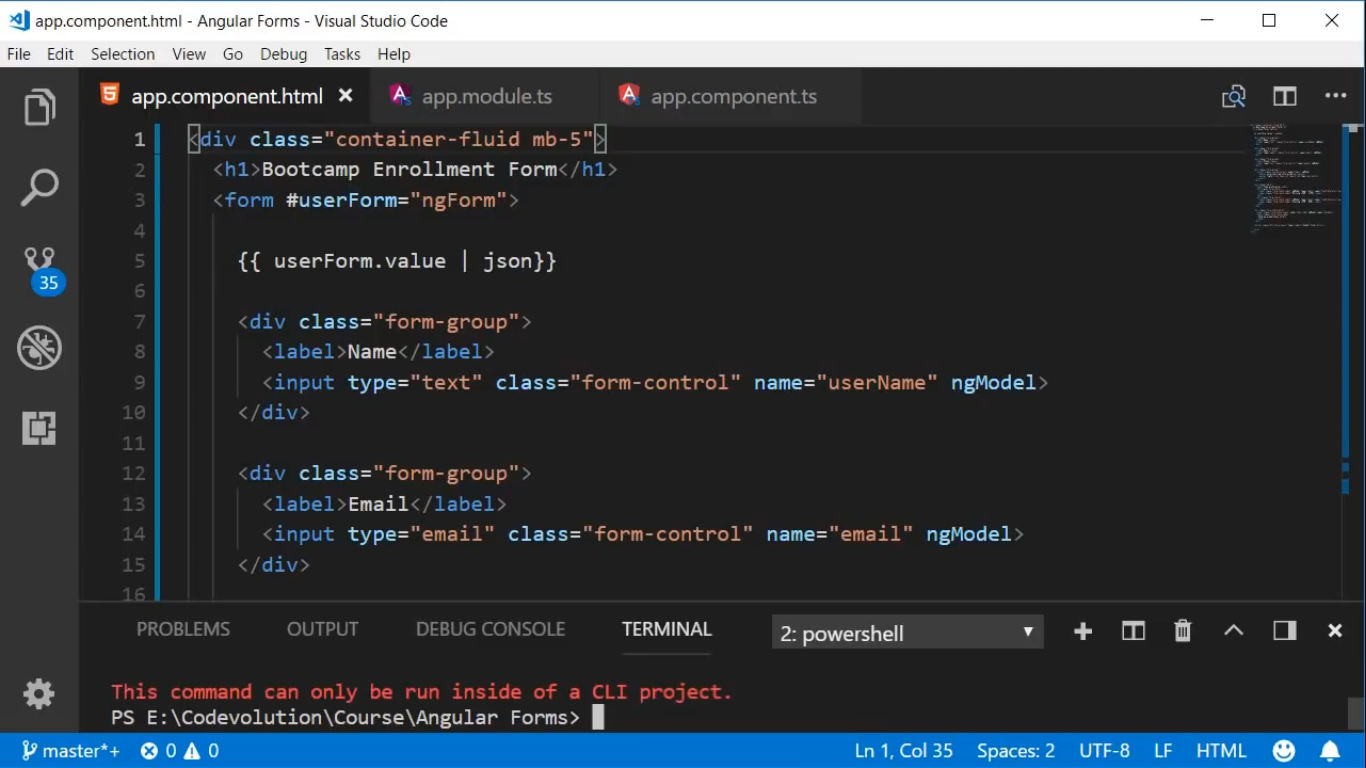 app.component.html - Angular Forms - Visual Studio Code
File Edit Selection View Go Debug Tasks Help
app.component.html app.module.ts app.component.ts
1 <div class="container-fluid mb-5">
2 <h1>Bootcamp Enrollment Form</h1>
3 <form #userForm="ngForm">
4
5 {{ userForm.value | json}}
6
7 <div class="form-group">
8 <label>Name</label>
9 <input type="text" class="form-control" name="userName" ngModel>
10 </div>
11
12 <div class="form-group">
13 <label>Email</label>
14 <input type="email" class="form-control" name="email" ngModel>
15 </div>
16
35
PROBLEMS OUTPUT DEBUG CONSOLE TERMINAL 2: powershell
This command can only be run inside of a CLI project.
PS E:\Codevolution\Course\Angular Forms>
master*+ 0 0 Ln 1, Col 35 Spaces: 2 UTF-8 LF HTML